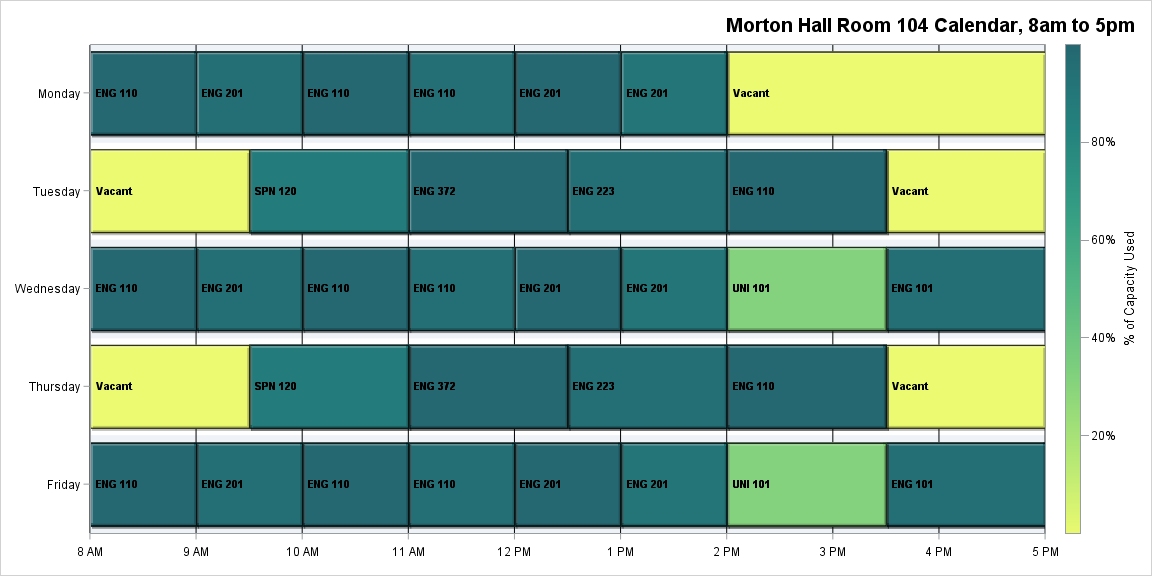 Morton Hall Room 104 Calendar, 8am to 5pm
Monday ENG 110 ENG 201 ENG 110 ENG 110 ENG 201 ENG 201 Vacant
Tuesday Vacant SPN 120 ENG 372 ENG 223 ENG 110 Vacant
Wednesday ENG 110 ENG 201 ENG 110 ENG 110 ENG 201 ENG 201 UNI 101 ENG 101
Thursday Vacant SPN 120 ENG 372 ENG 223 ENG 110 Vacant
Friday ENG 110 ENG 201 ENG 110 ENG 110 ENG 201 ENG 201 UNI 101 ENG 101
8 AM 9 AM 10 AM 11 AM 12 PM 1 PM 2 PM 3 PM 4 PM 5 PM
80%
60%
40%
20%
% of Capacity Used